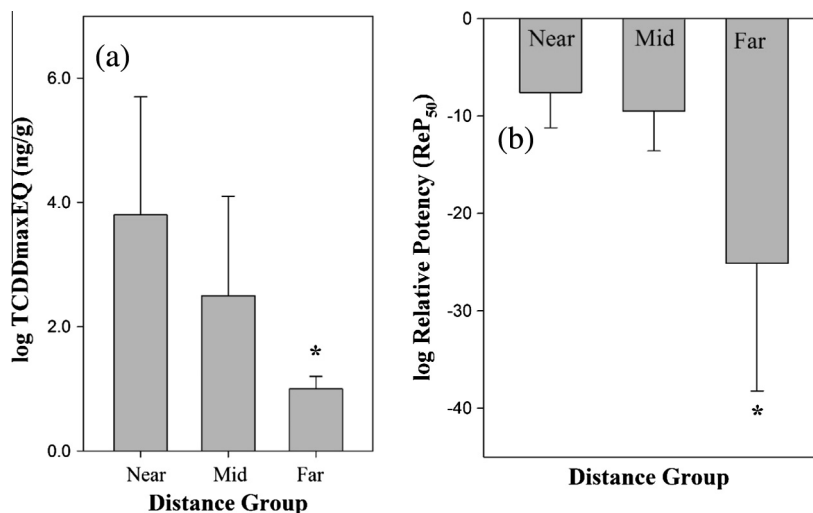 (a)
log TCDDmaxEQ (ng/g)
6.0
4.0
2.0
0.0
*
Near Mid Far
Distance Group
(b)
log Relative Potency (ReP₅₀)
0
-10
-20
-30
-40
Near Mid Far
*
Distance Group